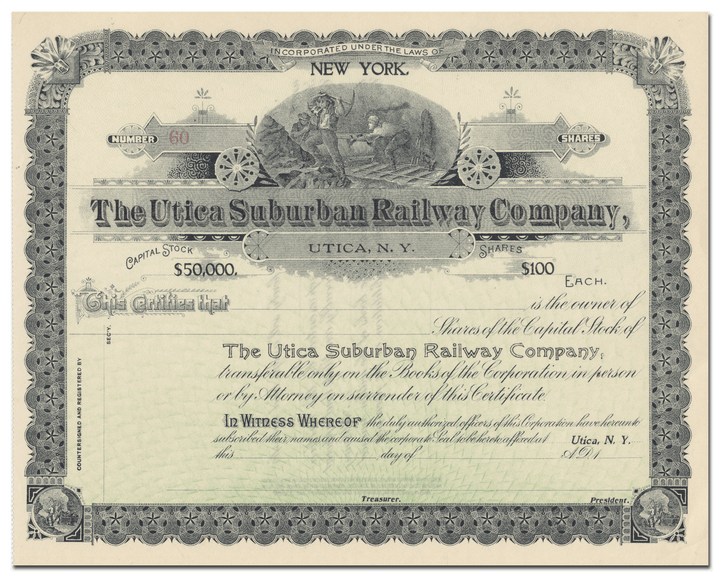 INCORPORATED UNDER THE LAWS OF
NEW YORK.
NUMBER 60 SHARES
The Utica Suburban Railway Company,
CAPITAL STOCK UTICA, N. Y. SHARES
$50,000. $100 EACH.
This Certifies that is the owner of
Shares of the Capital Stock of
The Utica Suburban Railway Company,
transferable only on the Books of the Corporation, in person
or by Attorney on surrender of this Certificate.
IN WITNESS WHEREOF the duly authorized officers of this Corporation have hereunto
subscribed their names and caused the corporate Seal to be hereto affixed at Utica, N. Y.
this day of A.D. 1
Treasurer. President.
COUNTERSIGNED AND REGISTERED BY
SEC'Y.